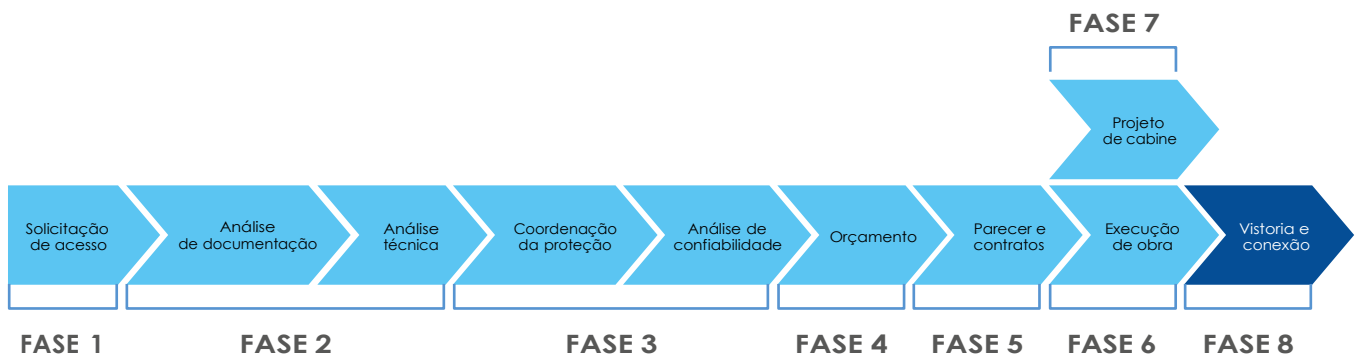 FASE 7
Projeto
de cabine
Solicitação
de acesso
Análise
de documentação
Análise
técnica
Coordenação
da proteção
Análise de
confiabilidade
Orçamento
Parecer e
contratos
Execução
de obra
Vistoria e
conexão
FASE 1
FASE 2
FASE 3
FASE 4
FASE 5
FASE 6
FASE 8